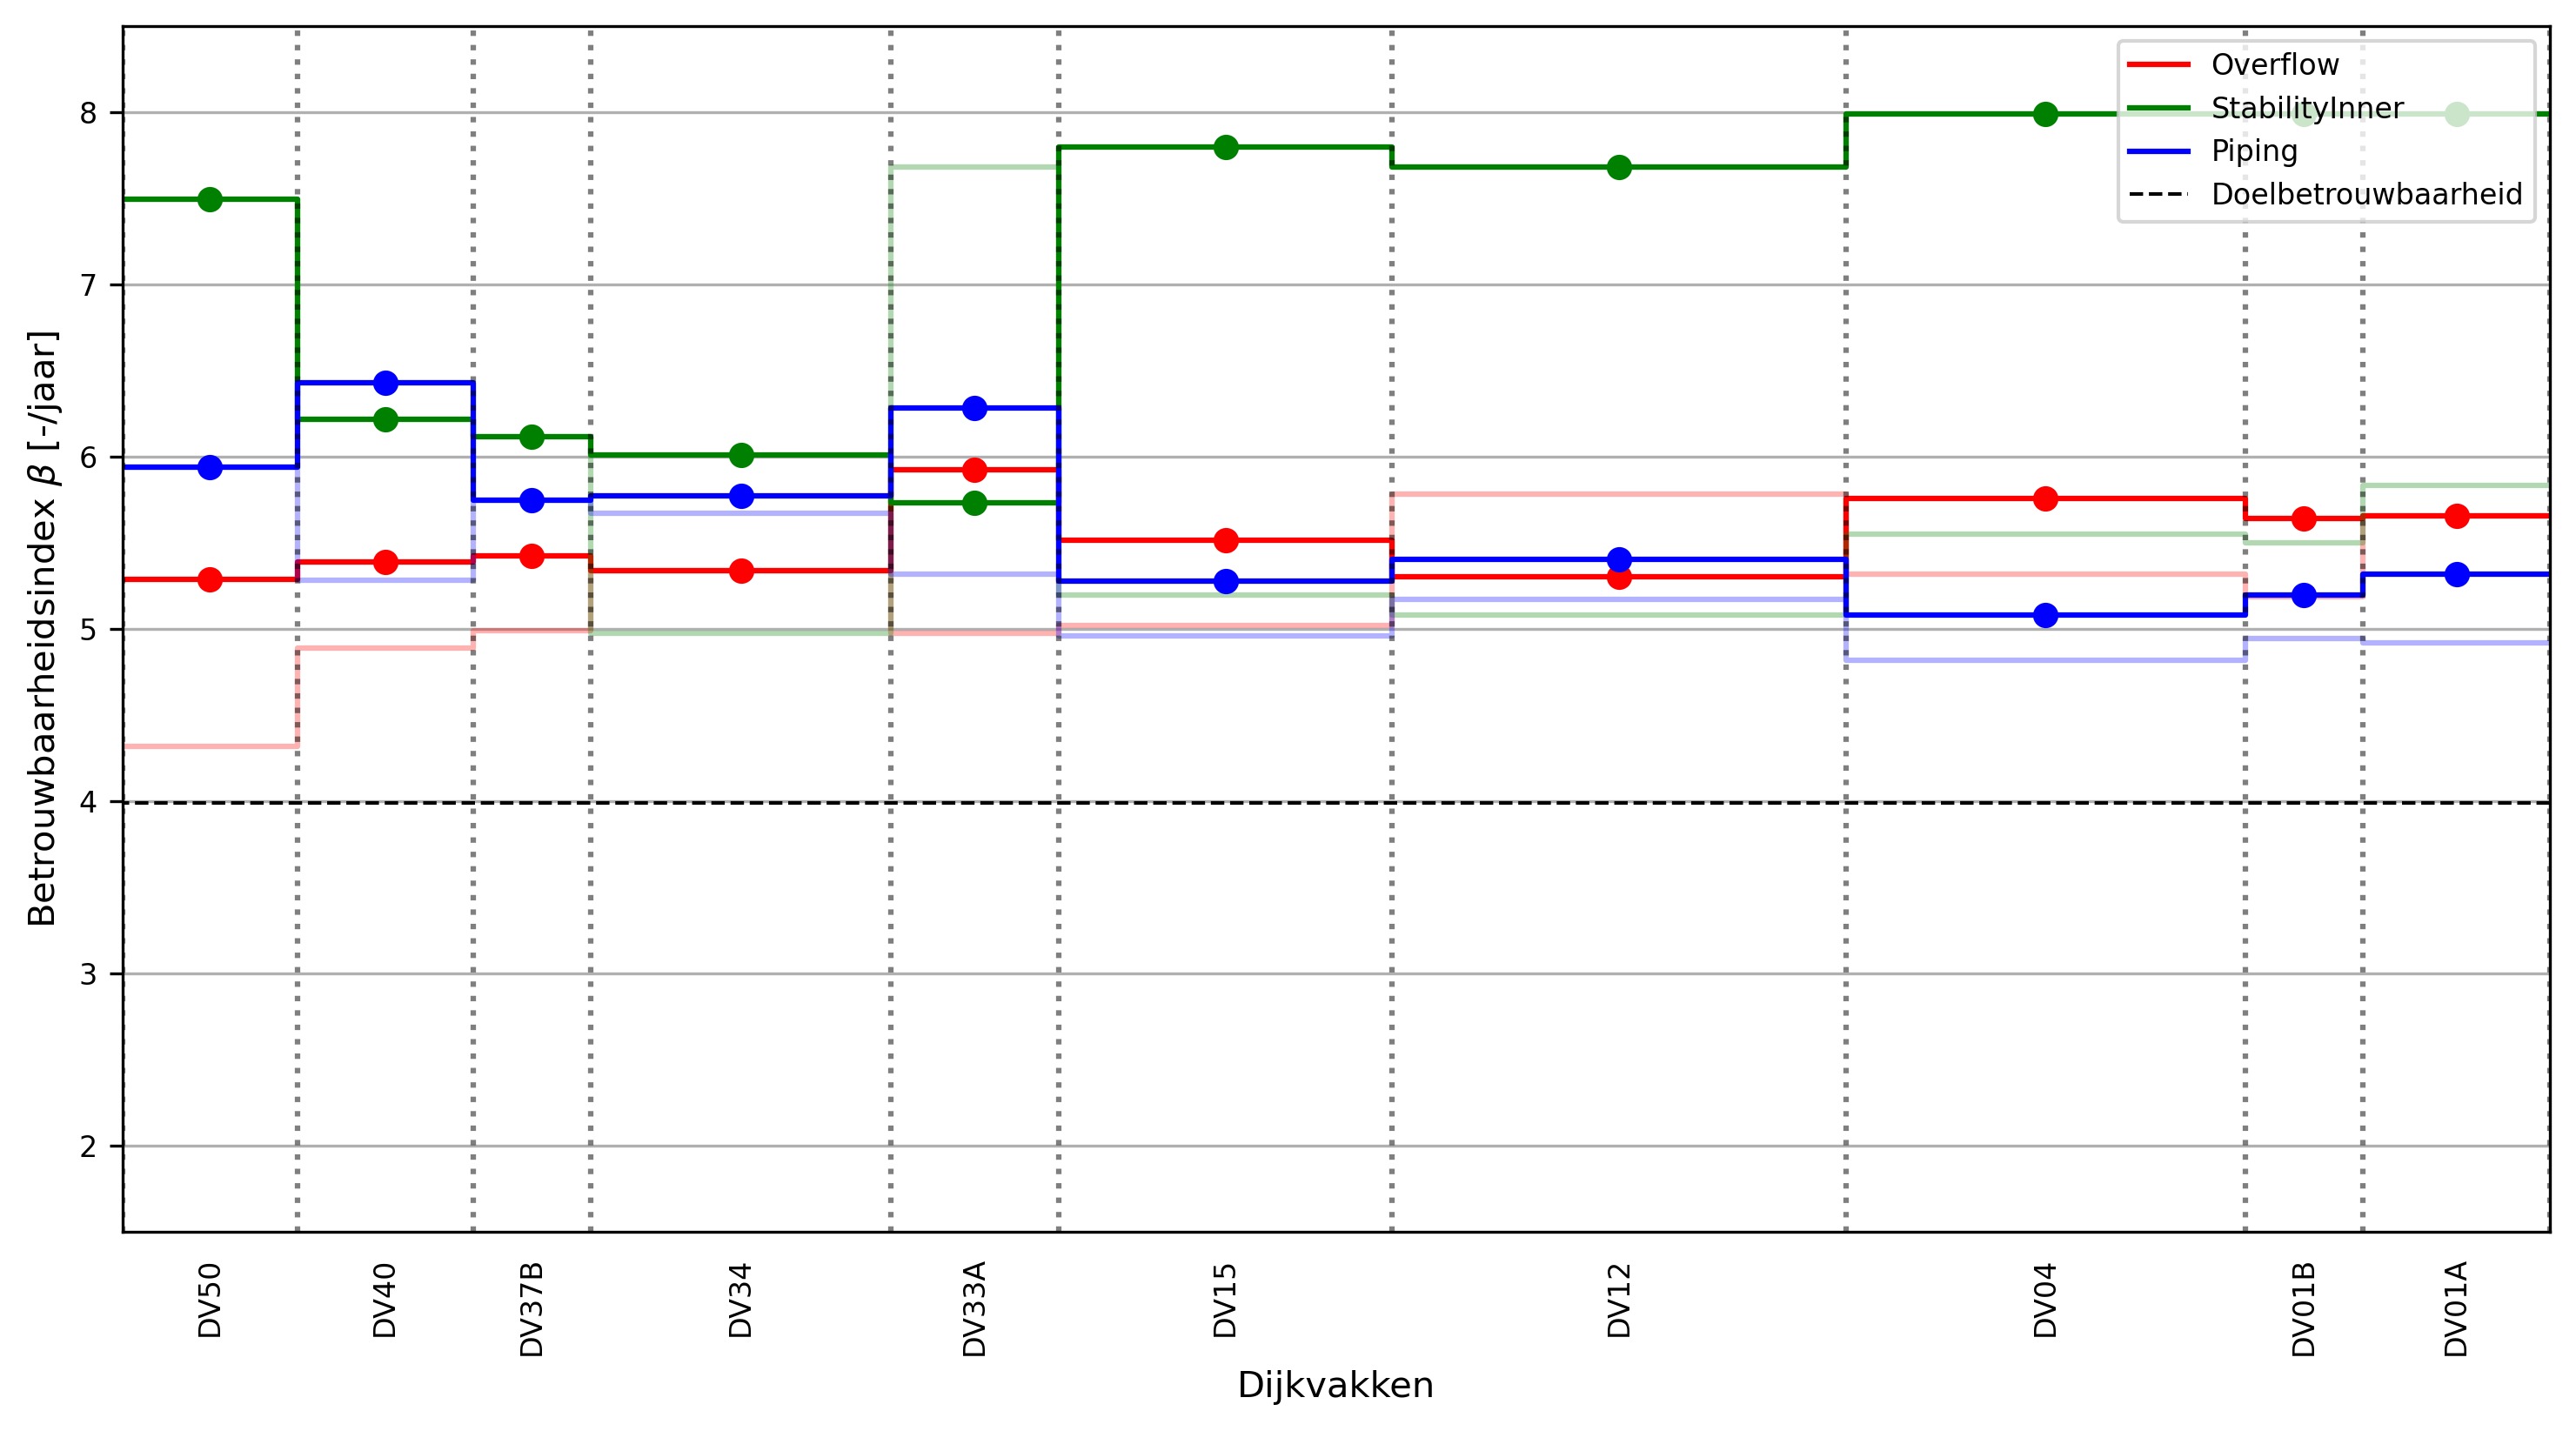 Overflow
StabilityInner
Piping
Doelbetrouwbaarheid
Betrouwbaarheidsindex β [-/jaar]
8
7
6
5
4
3
2
DV50
DV40
DV37B
DV34
DV33A
DV15
DV12
DV04
DV01B
DV01A
Dijkvakken